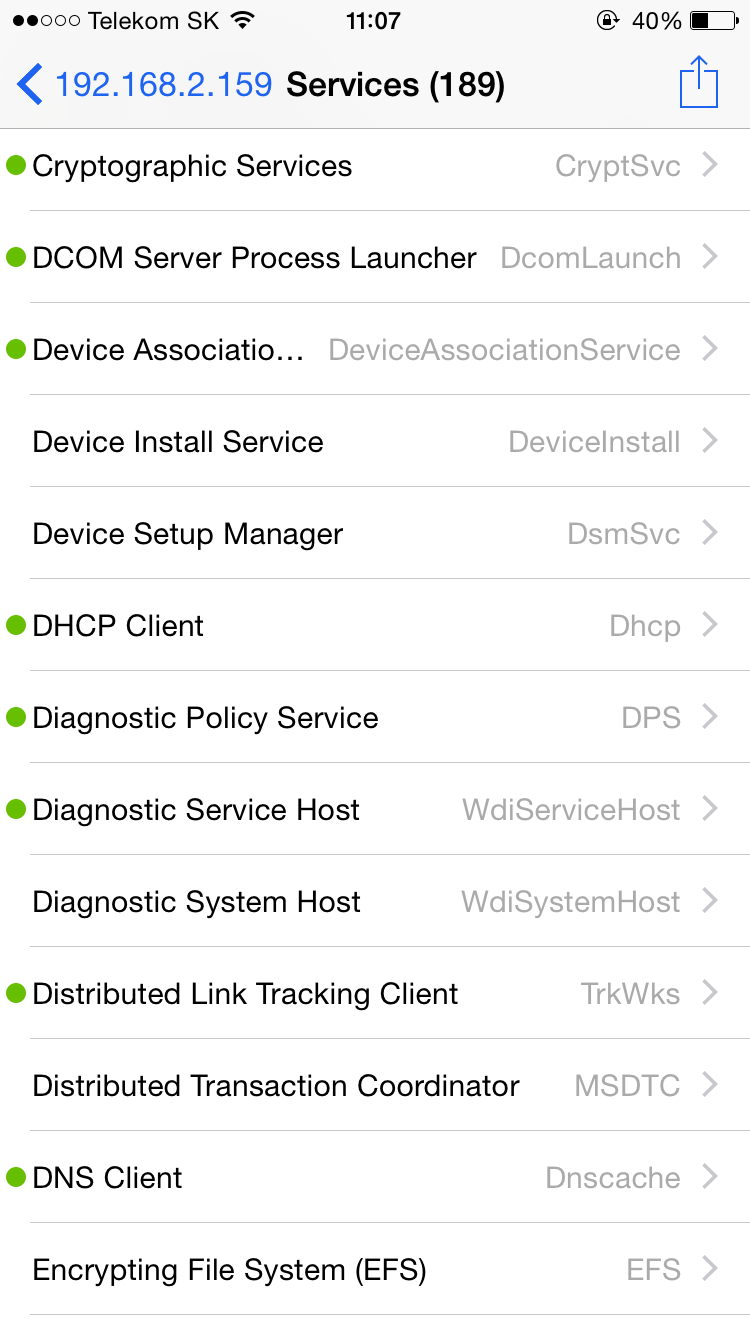 Telekom SK 11:07 40%
192.168.2.159 Services (189)
Cryptographic Services CryptSvc
DCOM Server Process Launcher DcomLaunch
Device Associatio... DeviceAssociationService
Device Install Service DeviceInstall
Device Setup Manager DsmSvc
DHCP Client Dhcp
Diagnostic Policy Service DPS
Diagnostic Service Host WdiServiceHost
Diagnostic System Host WdiSystemHost
Distributed Link Tracking Client TrkWks
Distributed Transaction Coordinator MSDTC
DNS Client Dnscache
Encrypting File System (EFS) EFS